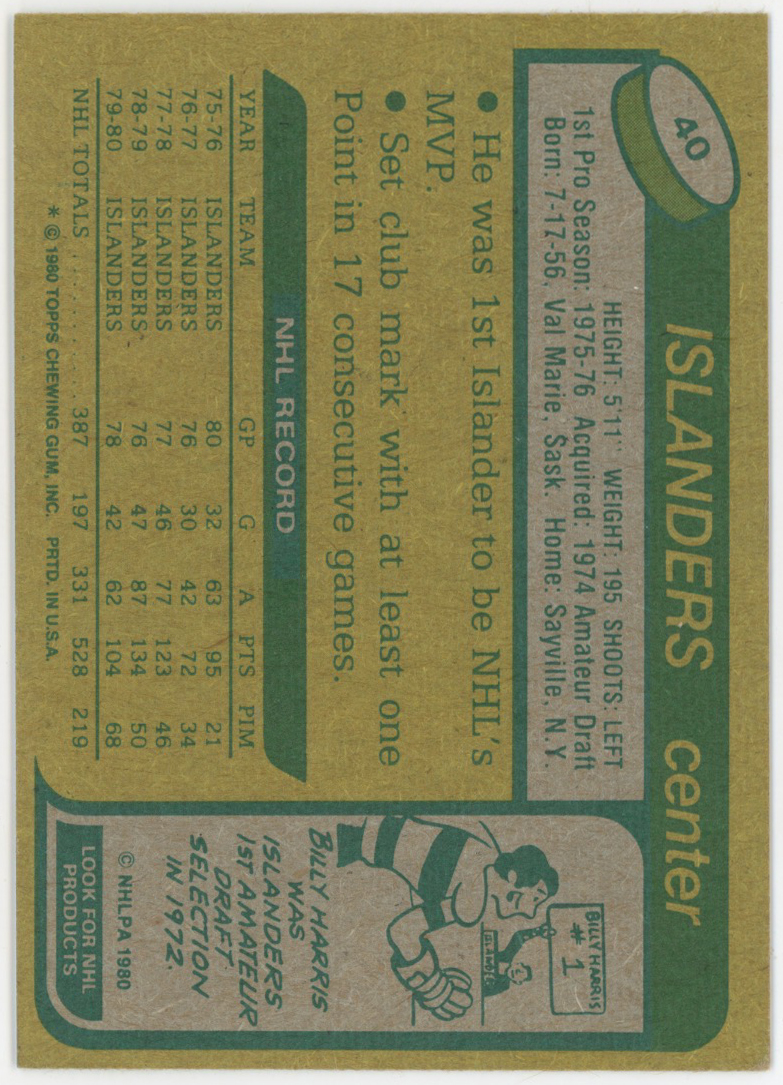 40
ISLANDERS center
HEIGHT: 5'11" WEIGHT: 195 SHOOTS: LEFT
1st Pro Season: 1975-76 Acquired: 1974 Amateur Draft
Born: 7-17-56, Val Marie, Sask. Home: Sayville, N.Y.
• He was 1st Islander to be NHL's
MVP.
• Set club mark with at least one
Point in 17 consecutive games.
NHL RECORD
YEAR TEAM GP G A PTS PIM
75-76 ISLANDERS 80 32 63 95 21
76-77 ISLANDERS 76 30 42 72 34
77-78 ISLANDERS 77 46 77 123 46
78-79 ISLANDERS 76 47 87 134 50
79-80 ISLANDERS 78 42 62 104 68
NHL TOTALS .......... 387 197 331 528 219
* © 1980 TOPPS CHEWING GUM, INC. PRTD. IN U.S.A.
BILLY HARRIS
# 1
ISLANDER
BILLY HARRIS
WAS
ISLANDERS
1ST AMATEUR
DRAFT
SELECTION
IN 1972.
© NHLPA 1980
LOOK FOR NHL
PRODUCTS